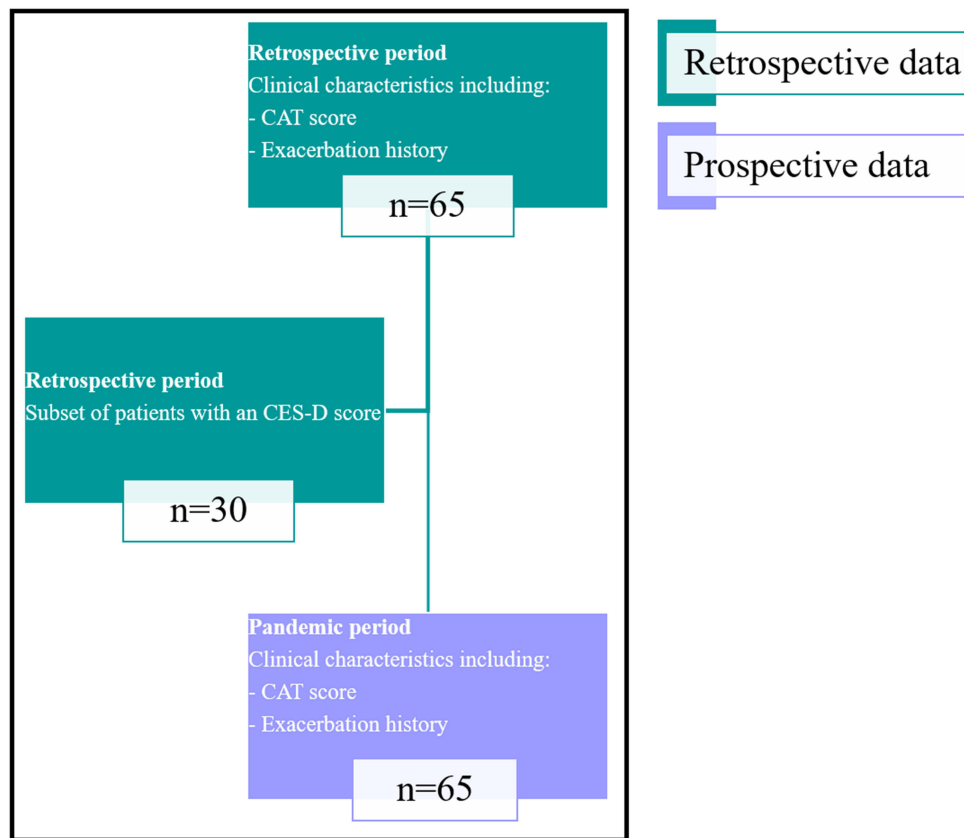 Retrospective period
Clinical characteristics including:
- CAT score
- Exacerbation history
n=65
Retrospective period
Subset of patients with an CES-D score
n=30
Pandemic period
Clinical characteristics including:
- CAT score
- Exacerbation history
n=65
Retrospective data
Prospective data